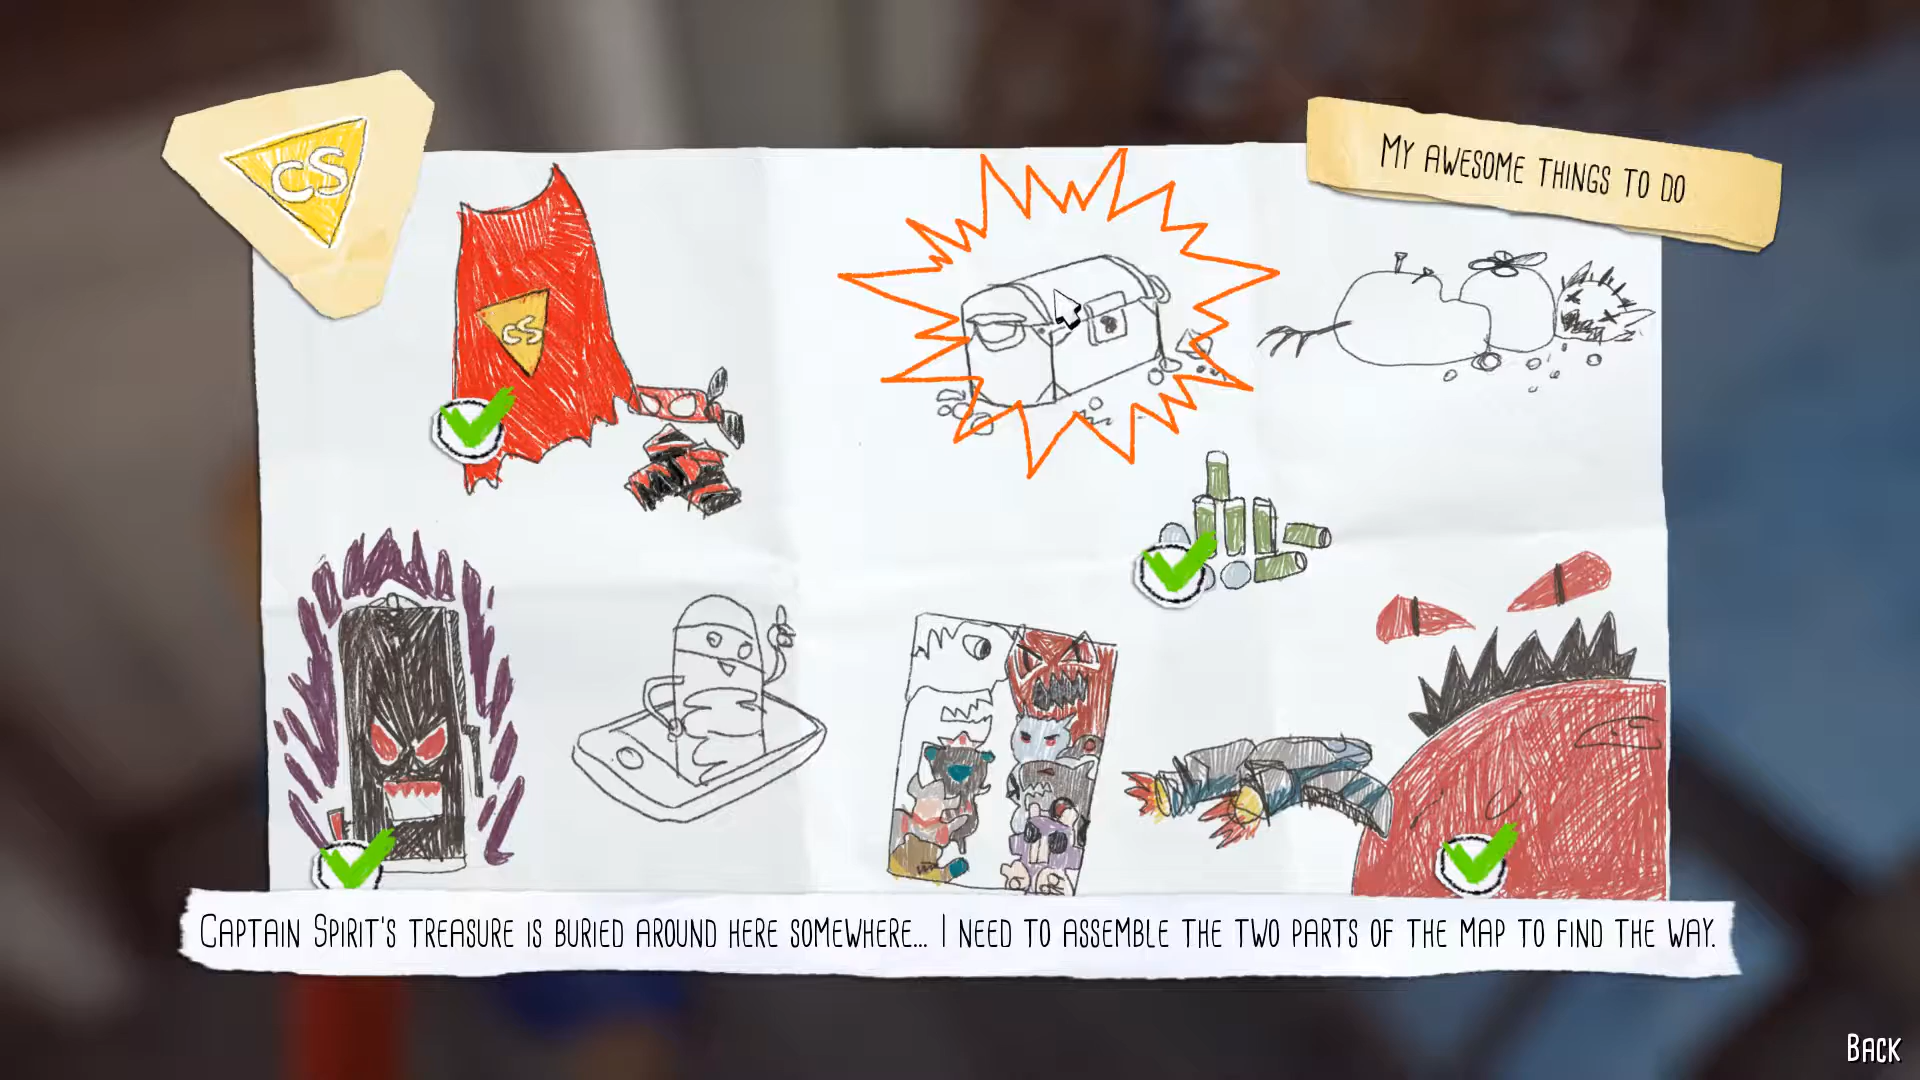 CS
MY AWESOME THINGS TO DO
CS
CAPTAIN SPIRIT'S TREASURE IS BURIED AROUND HERE SOMEWHERE... I NEED TO ASSEMBLE THE TWO PARTS OF THE MAP TO FIND THE WAY.
BACK